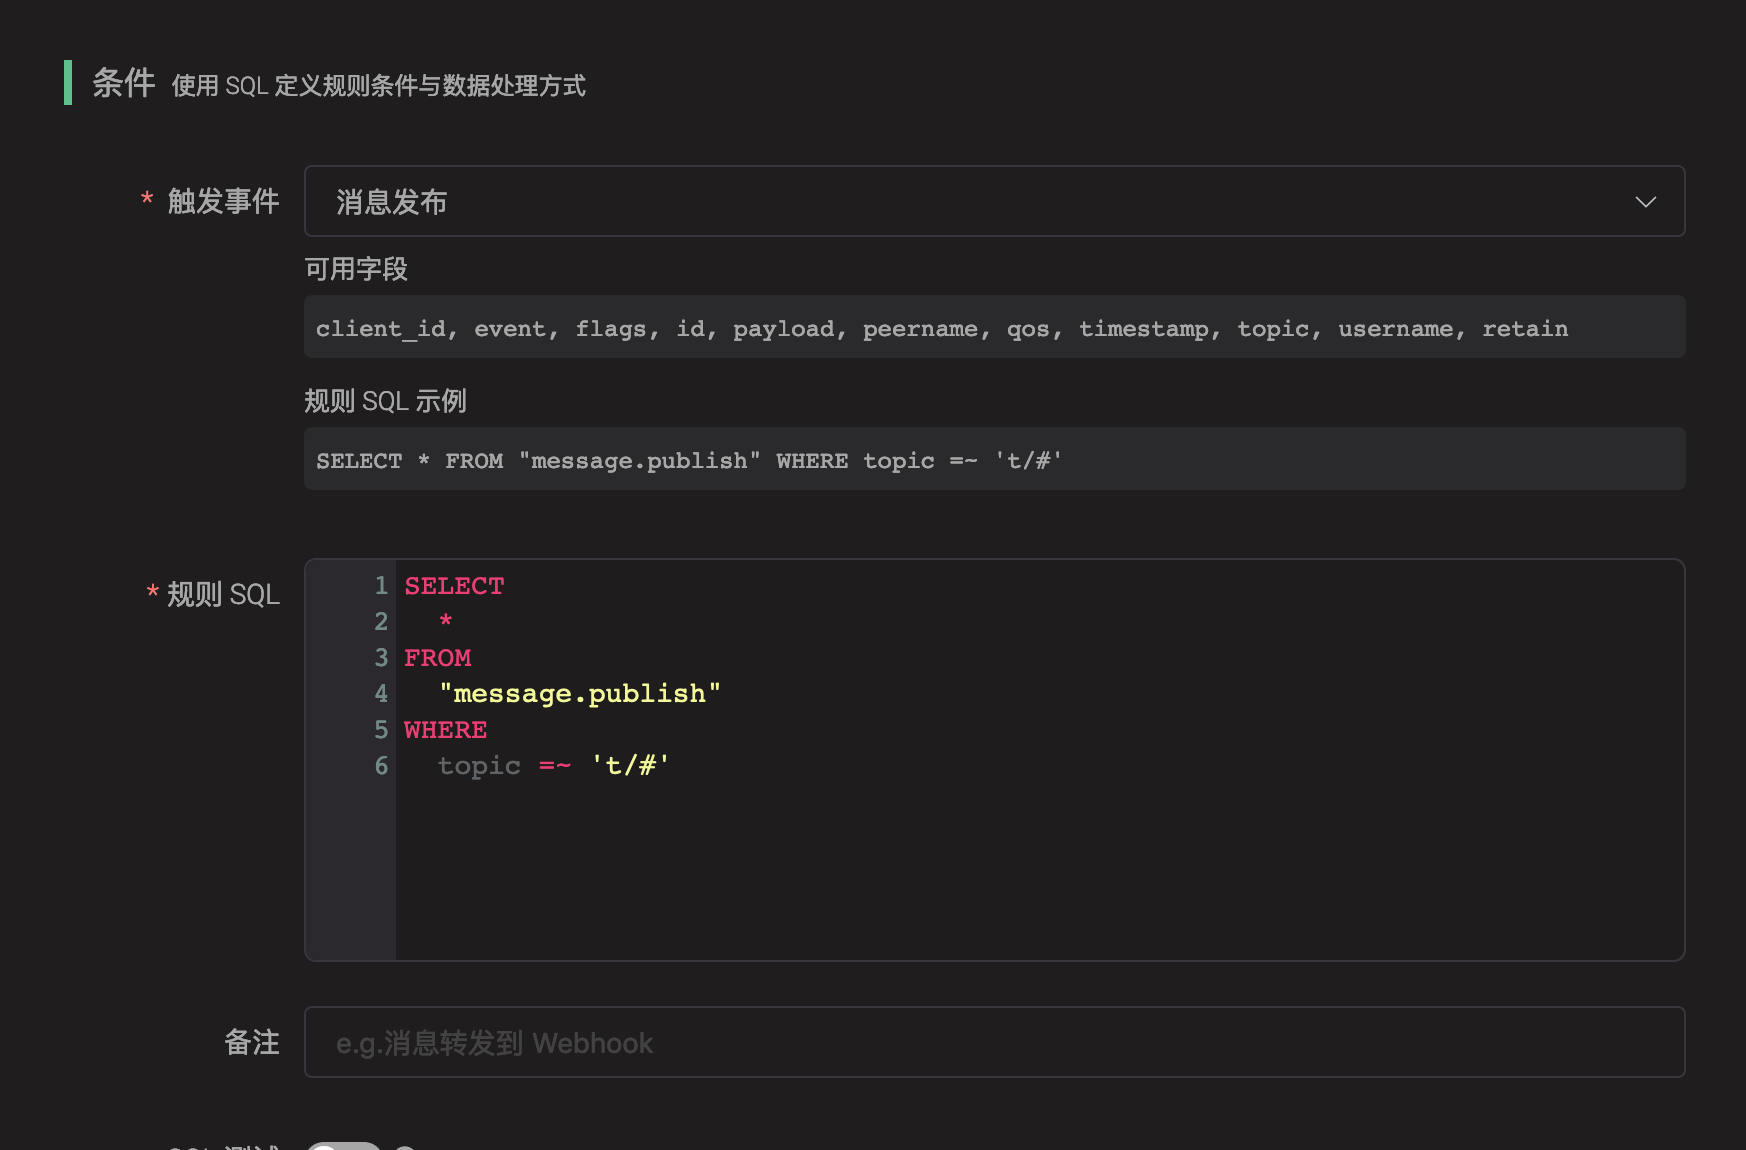 条件 使用 SQL 定义规则条件与数据处理方式
* 触发事件 消息发布
可用字段
client_id, event, flags, id, payload, peername, qos, timestamp, topic, username, retain
规则 SQL 示例
SELECT * FROM "message.publish" WHERE topic =~ 't/#'
* 规则 SQL
1 SELECT
2 *
3 FROM
4 "message.publish"
5 WHERE
6 topic =~ 't/#'
备注 e.g.消息转发到 Webhook
SQL 测试